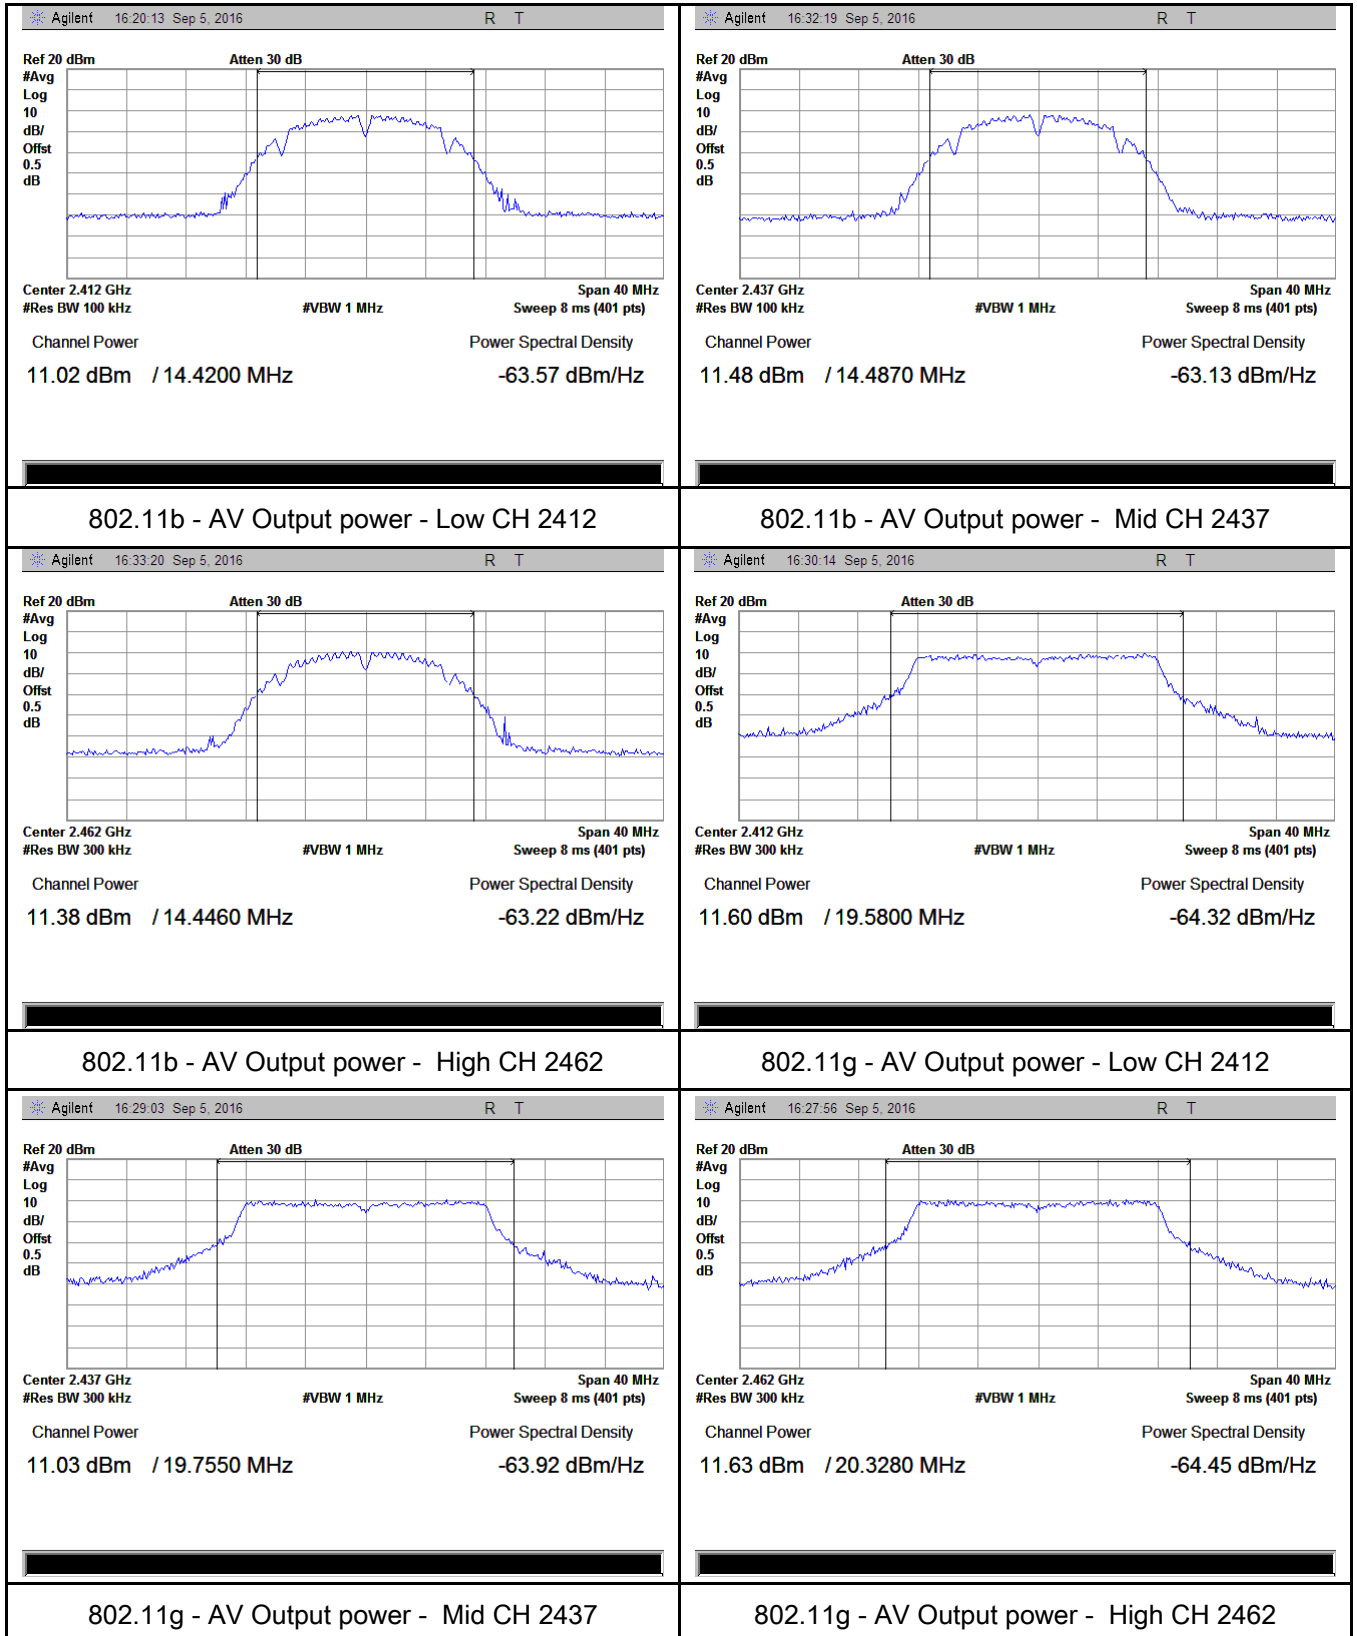 Agilent 16:20:13 Sep 5, 2016 R T
Ref 20 dBm Atten 30 dB
#Avg
Log
10
dB/
Offst
0.5
dB
Center 2.412 GHz Span 40 MHz
#Res BW 100 kHz #VBW 1 MHz Sweep 8 ms (401 pts)
Channel Power Power Spectral Density
11.02 dBm / 14.4200 MHz -63.57 dBm/Hz
802.11b - AV Output power - Low CH 2412
Agilent 16:32:19 Sep 5, 2016 R T
Ref 20 dBm Atten 30 dB
#Avg
Log
10
dB/
Offst
0.5
dB
Center 2.437 GHz Span 40 MHz
#Res BW 100 kHz #VBW 1 MHz Sweep 8 ms (401 pts)
Channel Power Power Spectral Density
11.48 dBm / 14.4870 MHz -63.13 dBm/Hz
802.11b - AV Output power - Mid CH 2437
Agilent 16:33:20 Sep 5, 2016 R T
Ref 20 dBm Atten 30 dB
#Avg
Log
10
dB/
Offst
0.5
dB
Center 2.462 GHz Span 40 MHz
#Res BW 300 kHz #VBW 1 MHz Sweep 8 ms (401 pts)
Channel Power Power Spectral Density
11.38 dBm / 14.4460 MHz -63.22 dBm/Hz
802.11b - AV Output power - High CH 2462
Agilent 16:30:14 Sep 5, 2016 R T
Ref 20 dBm Atten 30 dB
#Avg
Log
10
dB/
Offst
0.5
dB
Center 2.412 GHz Span 40 MHz
#Res BW 300 kHz #VBW 1 MHz Sweep 8 ms (401 pts)
Channel Power Power Spectral Density
11.60 dBm / 19.5800 MHz -64.32 dBm/Hz
802.11g - AV Output power - Low CH 2412
Agilent 16:29:03 Sep 5, 2016 R T
Ref 20 dBm Atten 30 dB
#Avg
Log
10
dB/
Offst
0.5
dB
Center 2.437 GHz Span 40 MHz
#Res BW 300 kHz #VBW 1 MHz Sweep 8 ms (401 pts)
Channel Power Power Spectral Density
11.03 dBm / 19.7550 MHz -63.92 dBm/Hz
802.11g - AV Output power - Mid CH 2437
Agilent 16:27:56 Sep 5, 2016 R T
Ref 20 dBm Atten 30 dB
#Avg
Log
10
dB/
Offst
0.5
dB
Center 2.462 GHz Span 40 MHz
#Res BW 300 kHz #VBW 1 MHz Sweep 8 ms (401 pts)
Channel Power Power Spectral Density
11.63 dBm / 20.3280 MHz -64.45 dBm/Hz
802.11g - AV Output power - High CH 2462